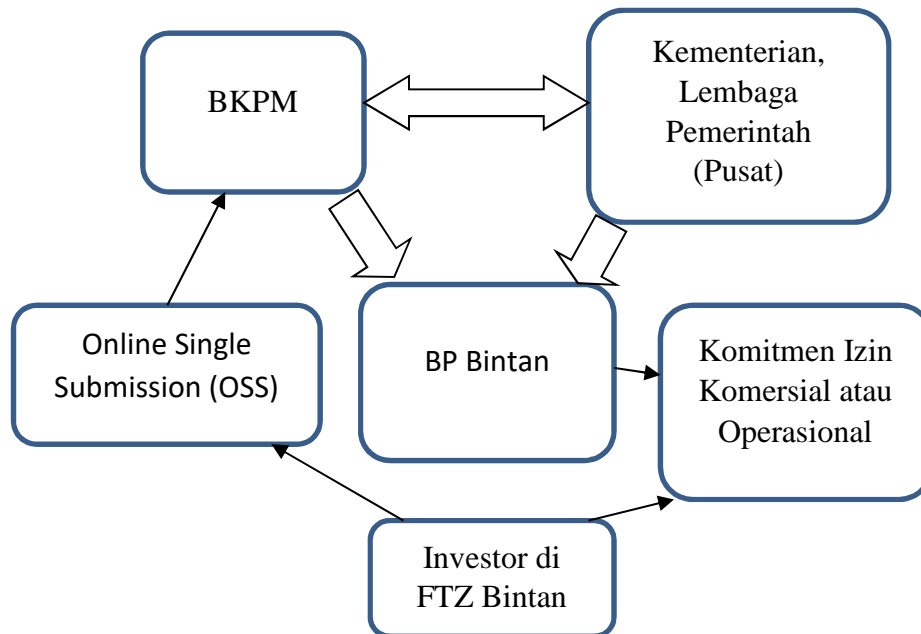 BKPM
Kementerian,
Lembaga
Pemerintah
(Pusat)
Online Single
Submission (OSS)
BP Bintan
Komitmen Izin
Komersial atau
Operasional
Investor di
FTZ Bintan